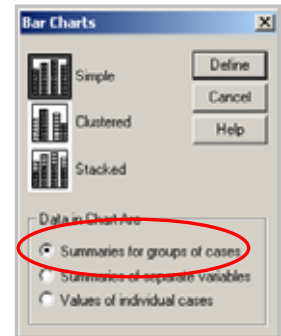 Bar Charts
Simple
Define
Cancel
Clustered
Help
Stacked
Data in Chart Are
Summaries for groups of cases
Summaries of separate variables
Values of individual cases